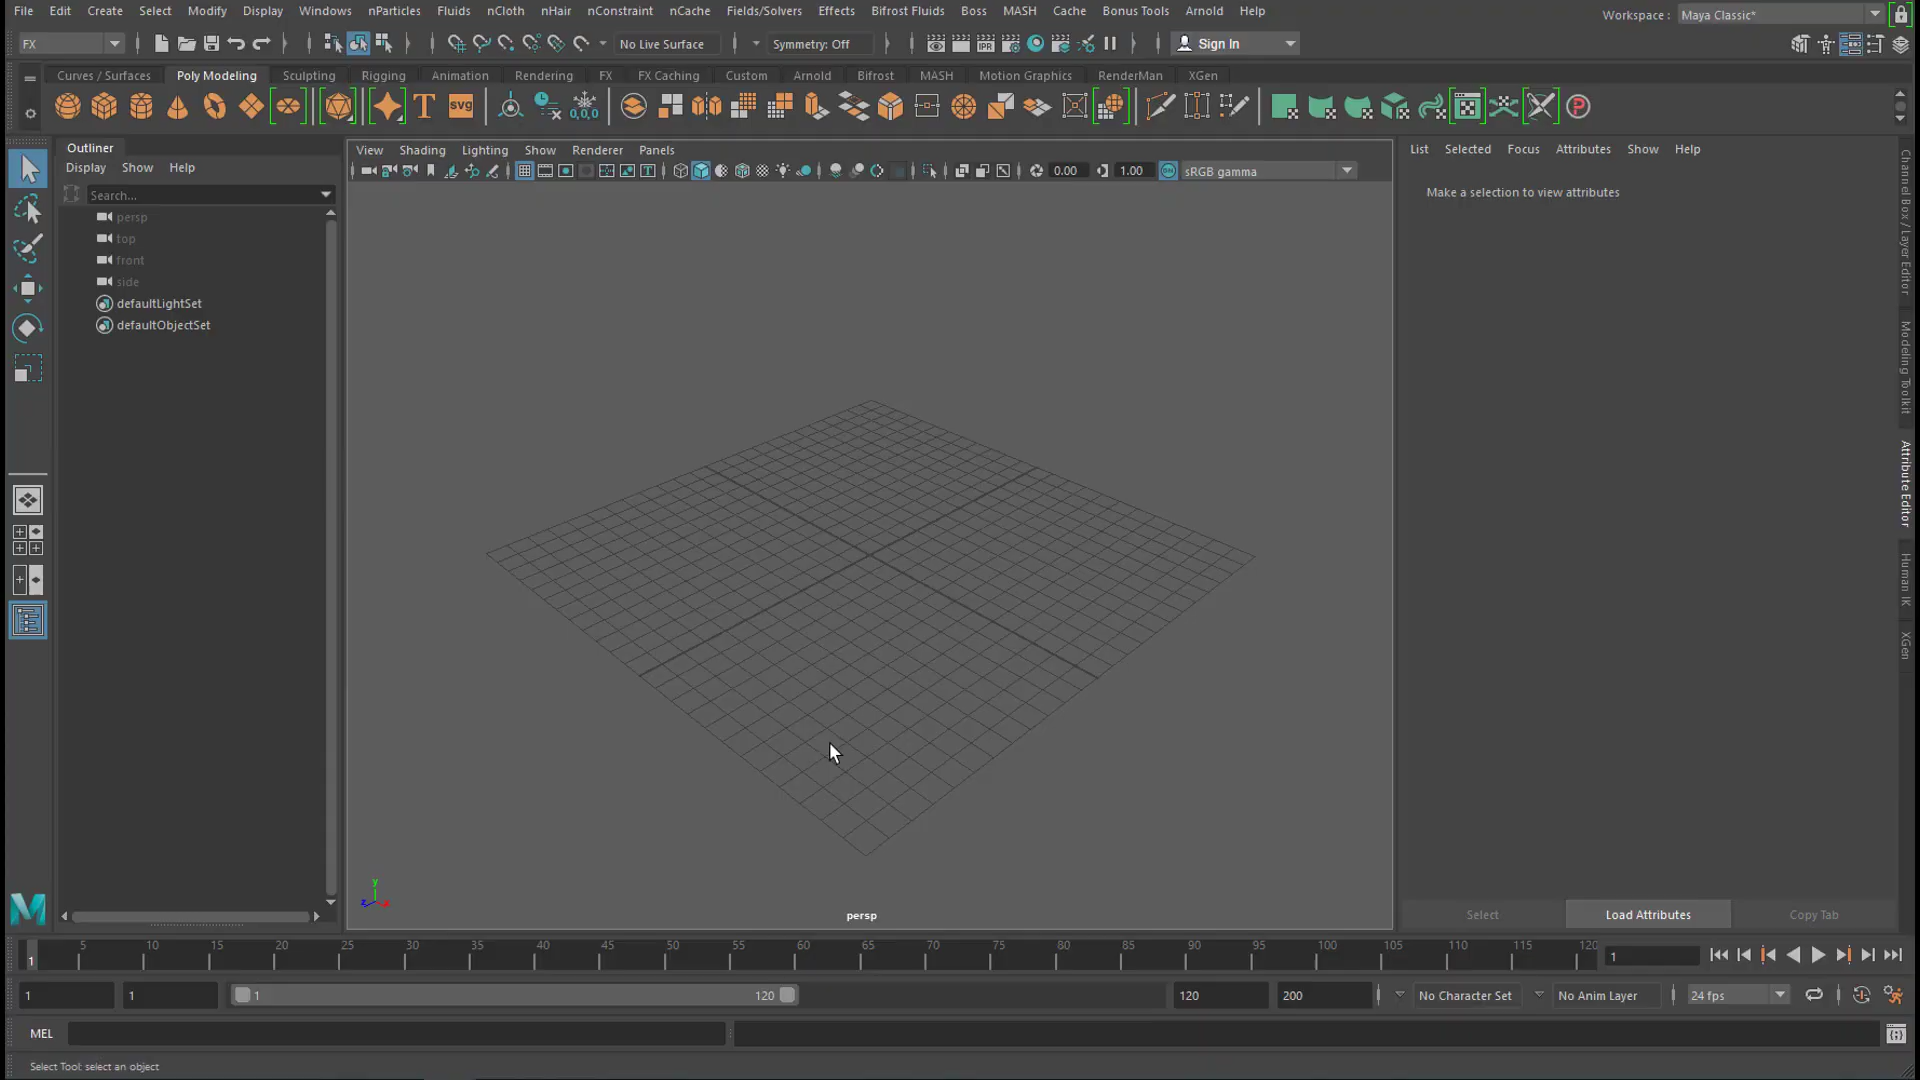 File Edit Create Select Modify Display Windows nParticles Fluids nCloth nHair nConstraint nCache Fields/Solvers Effects Bifrost Fluids Boss MASH Cache Bonus Tools Arnold Help Workspace : Maya Classic*
FX No Live Surface Symmetry: Off Sign In
Curves / Surfaces Poly Modeling Sculpting Rigging Animation Rendering FX FX Caching Custom Arnold Bifrost MASH Motion Graphics RenderMan XGen
T svg 0,0,0 P
Outliner
Display Show Help
Search...
persp
top
front
side
defaultLightSet
defaultObjectSet
View Shading Lighting Show Renderer Panels
0.00 1.00 ON sRGB gamma
y
z x
persp
List Selected Focus Attributes Show Help
Make a selection to view attributes
Select Load Attributes Copy Tab
Channel Box / Layer Editor
Modeling Toolkit
Attribute Editor
Human IK
XGen
M
1 5 10 15 20 25 30 35 40 45 50 55 60 65 70 75 80 85 90 95 100 105 110 115 120 1
1 1 1 120 120 200 No Character Set No Anim Layer 24 fps
MEL
Select Tool: select an object